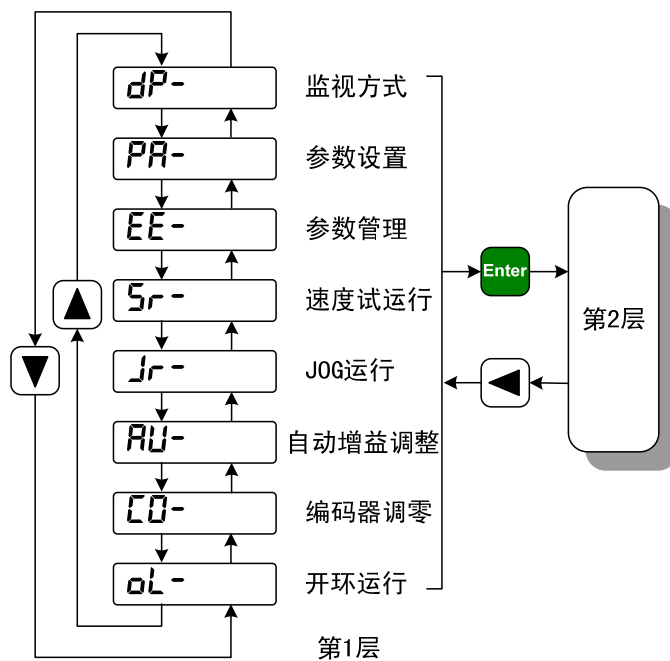 dP- 监视方式
PA- 参数设置
EE- 参数管理
Enter
Sr- 速度试运行
第2层
Jr- JOG运行
AU- 自动增益调整
CO- 编码器调零
oL- 开环运行
第1层